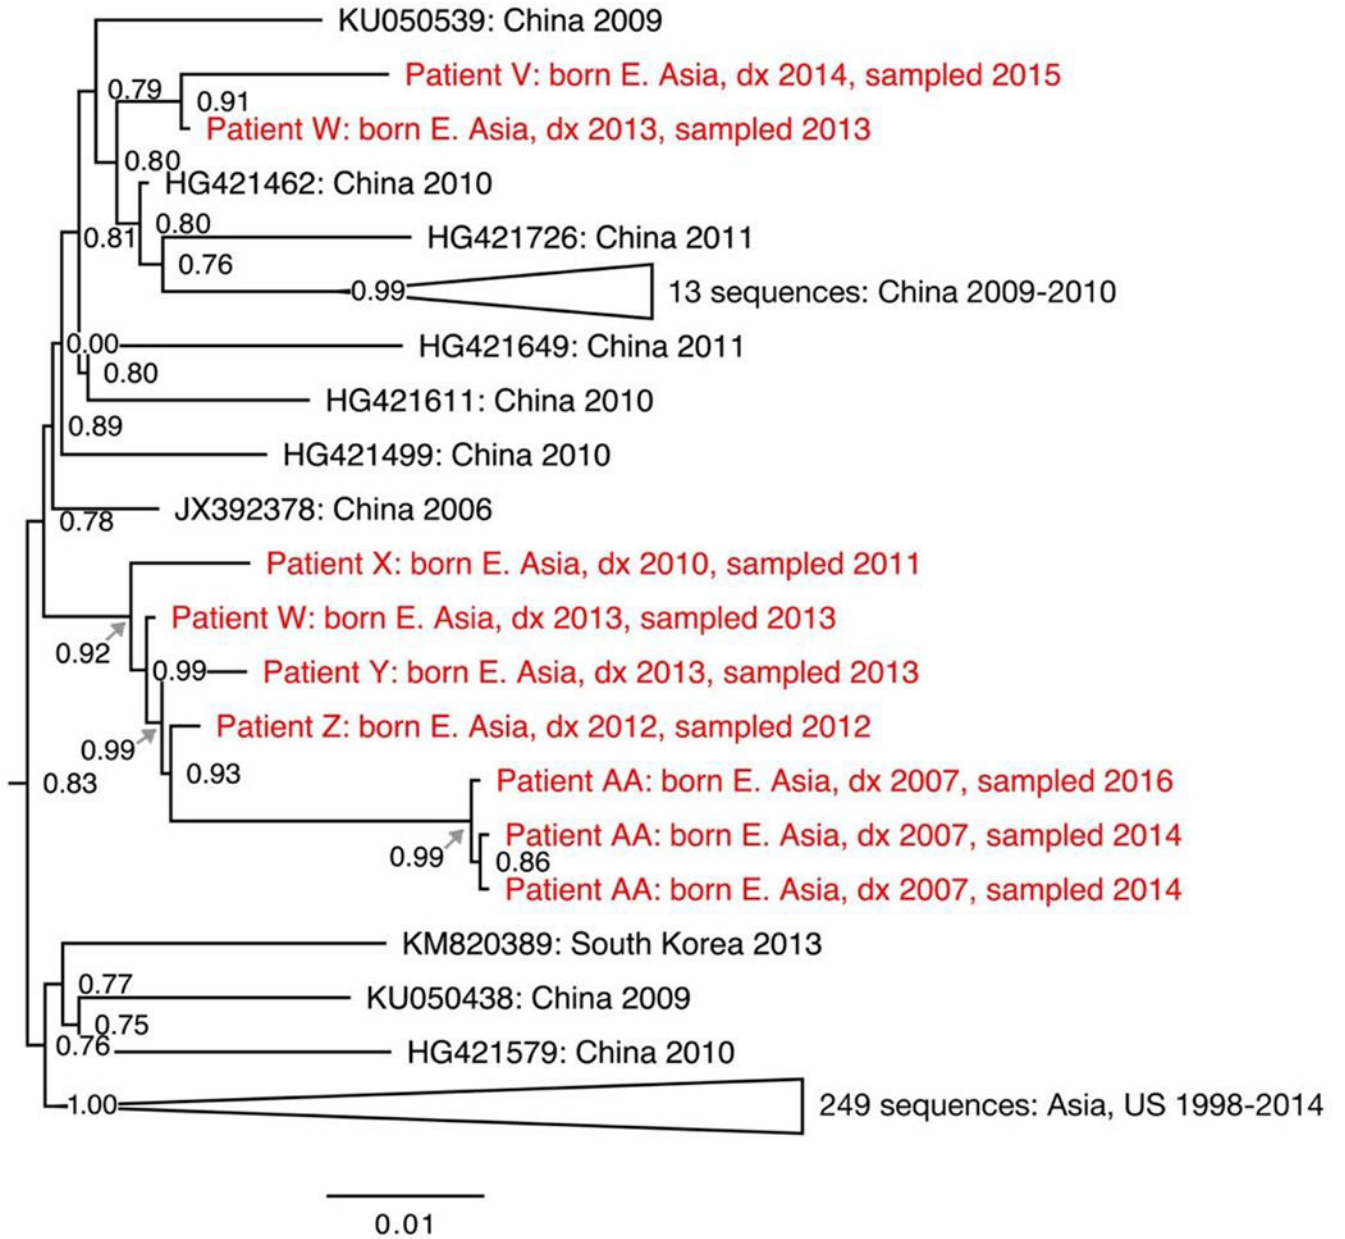 KU050539: China 2009
Patient V: born E. Asia, dx 2014, sampled 2015
0.79
0.91
Patient W: born E. Asia, dx 2013, sampled 2013
0.80
HG421462: China 2010
0.81
0.80
HG421726: China 2011
0.76
0.99
13 sequences: China 2009-2010
0.00
HG421649: China 2011
0.80
HG421611: China 2010
0.89
HG421499: China 2010
JX392378: China 2006
0.78
Patient X: born E. Asia, dx 2010, sampled 2011
Patient W: born E. Asia, dx 2013, sampled 2013
0.92
0.99
Patient Y: born E. Asia, dx 2013, sampled 2013
Patient Z: born E. Asia, dx 2012, sampled 2012
0.99
0.93
0.83
Patient AA: born E. Asia, dx 2007, sampled 2016
Patient AA: born E. Asia, dx 2007, sampled 2014
0.99
0.86
Patient AA: born E. Asia, dx 2007, sampled 2014
KM820389: South Korea 2013
0.77
KU050438: China 2009
0.75
0.76
HG421579: China 2010
1.00
249 sequences: Asia, US 1998-2014
0.01